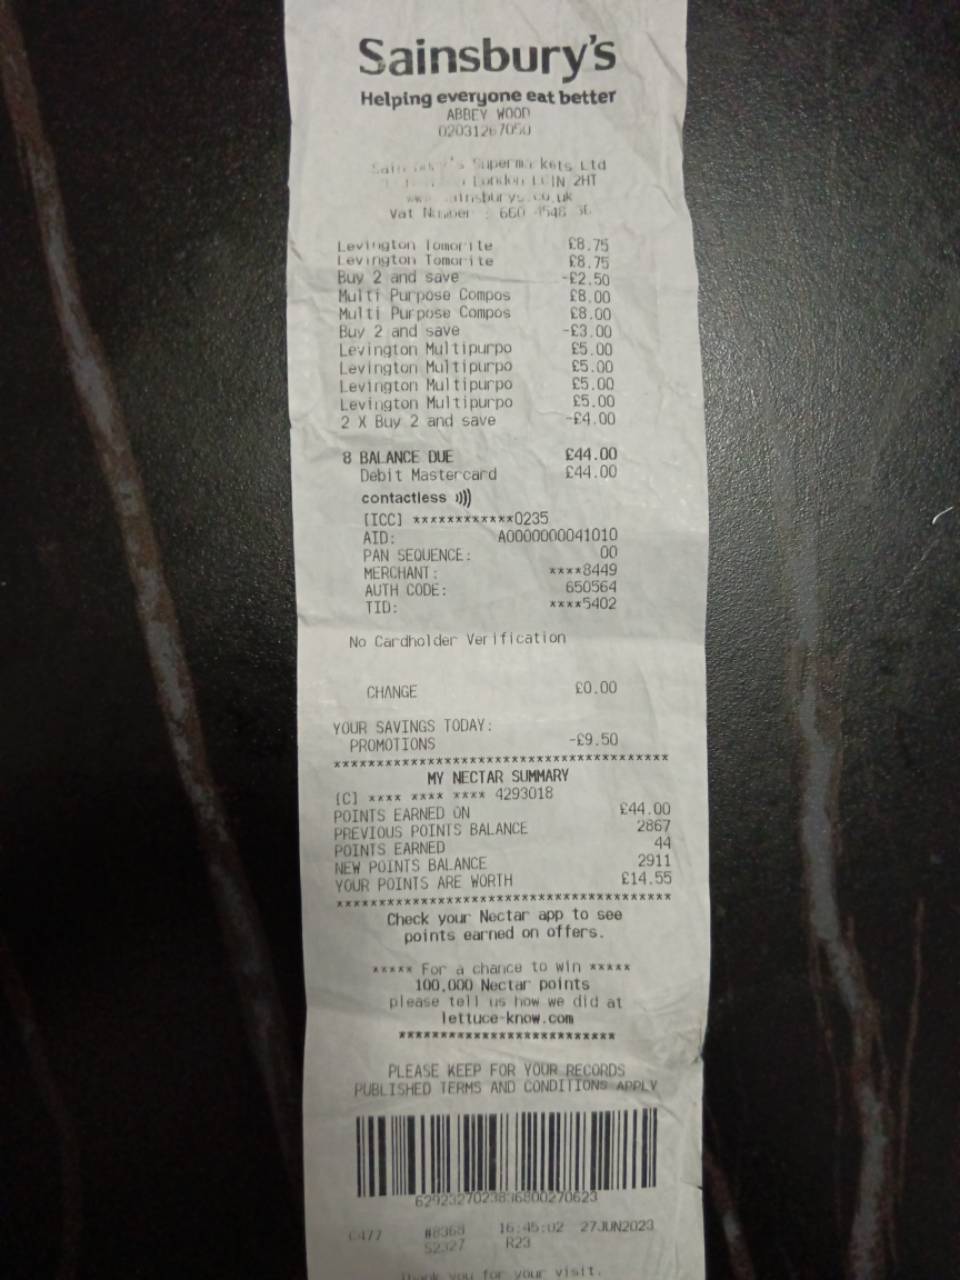 Sainsbury's
Helping everyone eat better
ABBEY WOOD
02031267050
Supermarkets Ltd
London EC1N 2HT
sainsburys.co.uk
Vat Number : 660 4548 36
Levington Tomorite £8.75
Levington Tomorite £8.75
Buy 2 and save -£2.50
Multi Purpose Compos £8.00
Multi Purpose Compos £8.00
Buy 2 and save -£3.00
Levington Multipurpo £5.00
Levington Multipurpo £5.00
Levington Multipurpo £5.00
Levington Multipurpo £5.00
2 X Buy 2 and save -£4.00
8 BALANCE DUE £44.00
Debit Mastercard £44.00
contactless
[ICC] ************0235
AID: A0000000041010
PAN SEQUENCE: 00
MERCHANT: ****8449
AUTH CODE: 650564
TID: ****5402
No Cardholder Verification
CHANGE £0.00
YOUR SAVINGS TODAY:
PROMOTIONS -£9.50
****************************************
MY NECTAR SUMMARY
[C] **** **** **** 4293018
POINTS EARNED ON £44.00
PREVIOUS POINTS BALANCE 2867
POINTS EARNED 44
NEW POINTS BALANCE 2911
YOUR POINTS ARE WORTH £14.55
****************************************
Check your Nectar app to see
points earned on offers.
***** For a chance to win *****
100,000 Nectar points
please tell us how we did at
lettuce-know.com
**************************
PLEASE KEEP FOR YOUR RECORDS
PUBLISHED TERMS AND CONDITIONS APPLY
C477 #8368 16:45:02 27JUN2023
S2327 R23
Thank you for your visit.